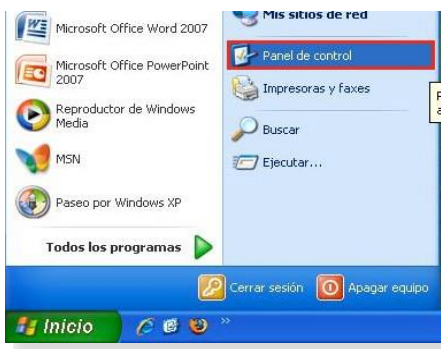 Microsoft Office Word 2007
Microsoft Office PowerPoint
2007
Reproductor de Windows
Media
MSN
Paseo por Windows XP
Todos los programas
Mis sitios de red
Panel de control
Impresoras y faxes
Buscar
Ejecutar...
Cerrar sesión
Apagar equipo
Inicio